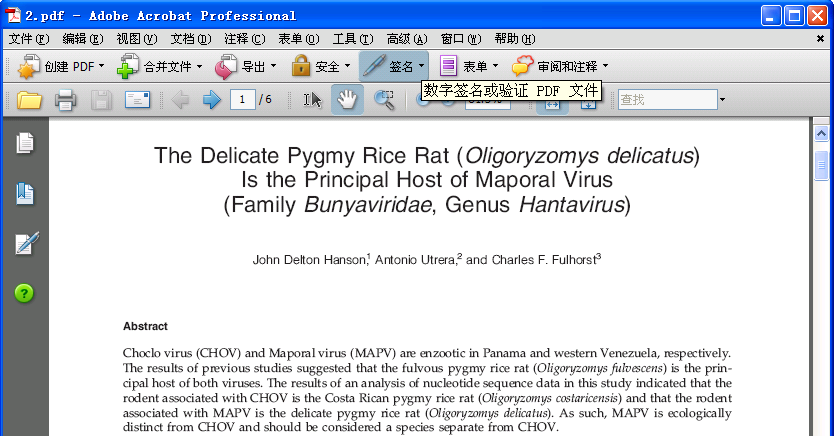 2.pdf - Adobe Acrobat Professional
文件(F) 编辑(E) 视图(V) 文档(D) 注释(C) 表单(O) 工具(T) 高级(A) 窗口(W) 帮助(H)
创建 PDF 合并文件 导出 安全 签名 表单 审阅和注释
数字签名或验证 PDF 文件
1 / 6 查找
The Delicate Pygmy Rice Rat (Oligoryzomys delicatus)
Is the Principal Host of Maporal Virus
(Family Bunyaviridae, Genus Hantavirus)
John Delton Hanson,1 Antonio Utrera,2 and Charles F. Fulhorst3
Abstract
Choclo virus (CHOV) and Maporal virus (MAPV) are enzootic in Panama and western Venezuela, respectively.
The results of previous studies suggested that the fulvous pygmy rice rat (Oligoryzomys fulvescens) is the prin-
cipal host of both viruses. The results of an analysis of nucleotide sequence data in this study indicated that the
rodent associated with CHOV is the Costa Rican pygmy rice rat (Oligoryzomys costaricensis) and that the rodent
associated with MAPV is the delicate pygmy rice rat (Oligoryzomys delicatus). As such, MAPV is ecologically
distinct from CHOV and should be considered a species separate from CHOV.